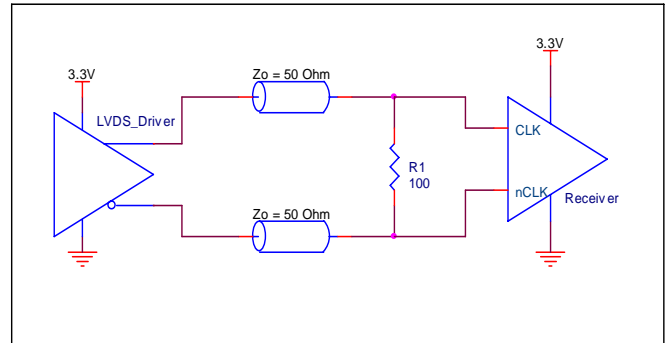 3.3V
3.3V
Zo = 50 Ohm
LVDS_Driver
CLK
R1
100
nCLK
Receiver
Zo = 50 Ohm